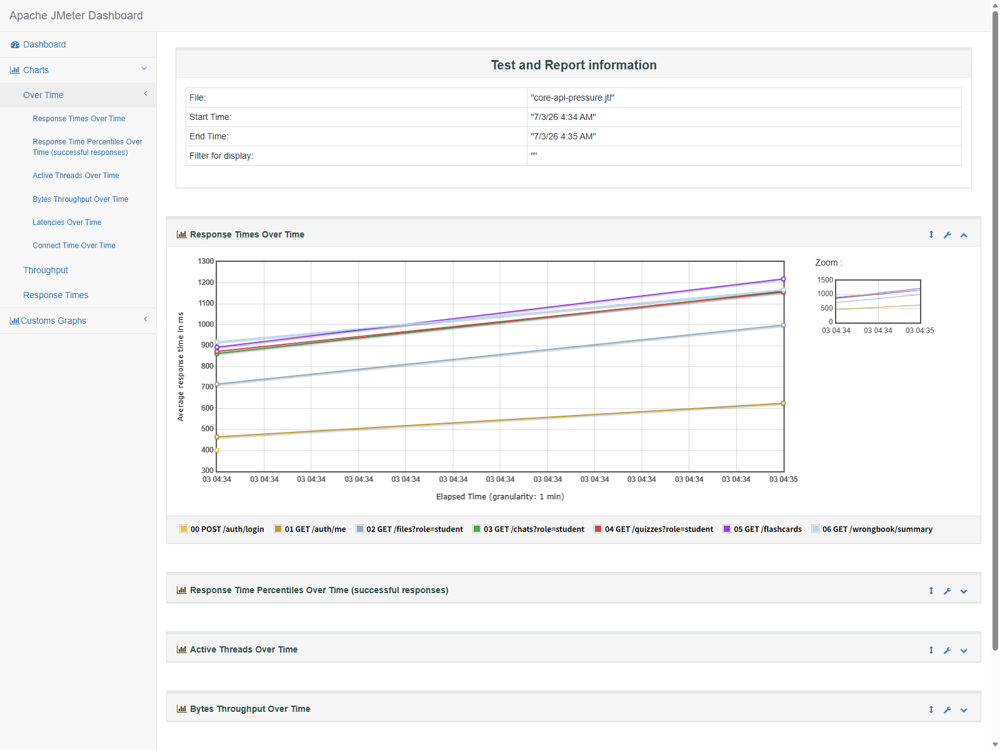 Apache JMeter Dashboard
Dashboard
Charts
Over Time
Response Times Over Time
Response Time Percentiles Over
Time (successful responses)
Active Threads Over Time
Bytes Throughput Over Time
Latencies Over Time
Connect Time Over Time
Throughput
Response Times
Customs Graphs
Test and Report information
File: "core-api-pressure.jtl"
Start Time: "7/3/26 4:34 AM"
End Time: "7/3/26 4:35 AM"
Filter for display: ""
Response Times Over Time
Average response time in ms
1300
1200
1100
1000
900
800
700
600
500
400
300
03 04:34 03 04:34 03 04:34 03 04:34 03 04:34 03 04:34 03 04:34 03 04:34 03 04:34 03 04:34 03 04:34 03 04:34 03 04:35
Elapsed Time (granularity: 1 min)
Zoom :
1500
1000
500
0
03 04:34 03 04:34 03 04:35
00 POST /auth/login 01 GET /auth/me 02 GET /files?role=student 03 GET /chats?role=student 04 GET /quizzes?role=student 05 GET /flashcards 06 GET /wrongbook/summary
Response Time Percentiles Over Time (successful responses)
Active Threads Over Time
Bytes Throughput Over Time